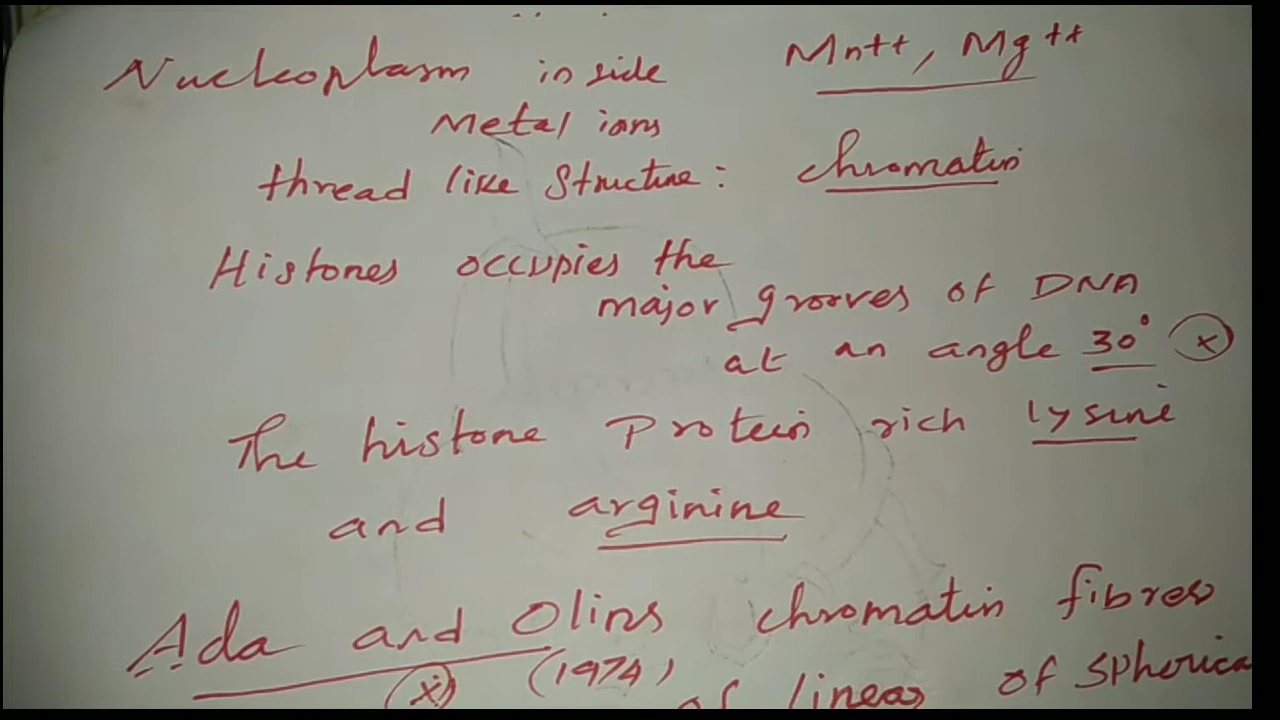 Nucleoplasm inside Mn++, Mg++
Metal ions
thread like Structure: chromatin
Histones occupies the
major grooves of DNA
at an angle 30° x
The histone Protein rich lysine
and arginine
Ada and Olins chromatin fibres
x (1974) of linear of spherica